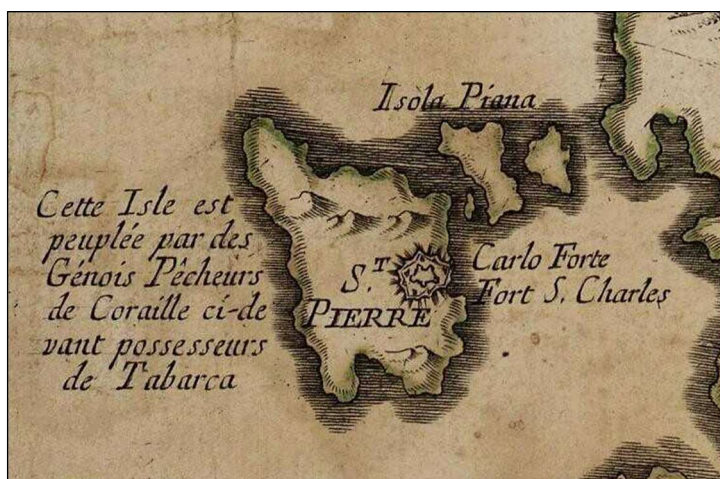 Isola Piana
Cette Isle est
peuplée par des
Génois Pêcheurs
de Coraille ci-de
vant possesseurs
de Tabarca
S.T
PIERRE
Carlo Forte
Fort S. Charles